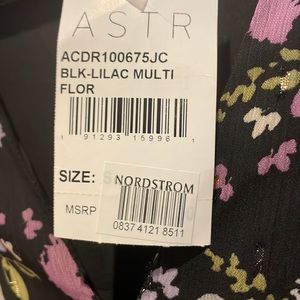 ASTR
ACDR100675JC
BLK-LILAC MULTI
FLOR
1 91293 15996 1
SIZE:
NORDSTROM
MSRP
0837 4121 8511